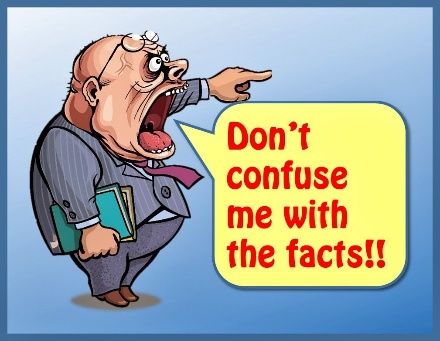 Don't
confuse
me with
the facts!!